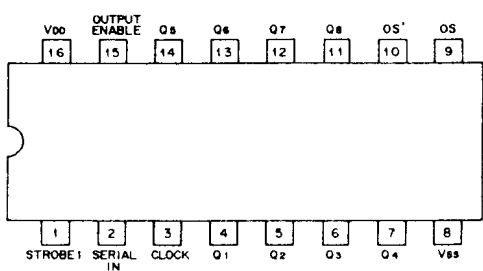 VDD OUTPUT ENABLE Q5 Q6 Q7 Q8 OS' OS
16 15 14 13 12 11 10 9
1 2 3 4 5 6 7 8
STROBE1 SERIAL IN CLOCK Q1 Q2 Q3 Q4 VSS